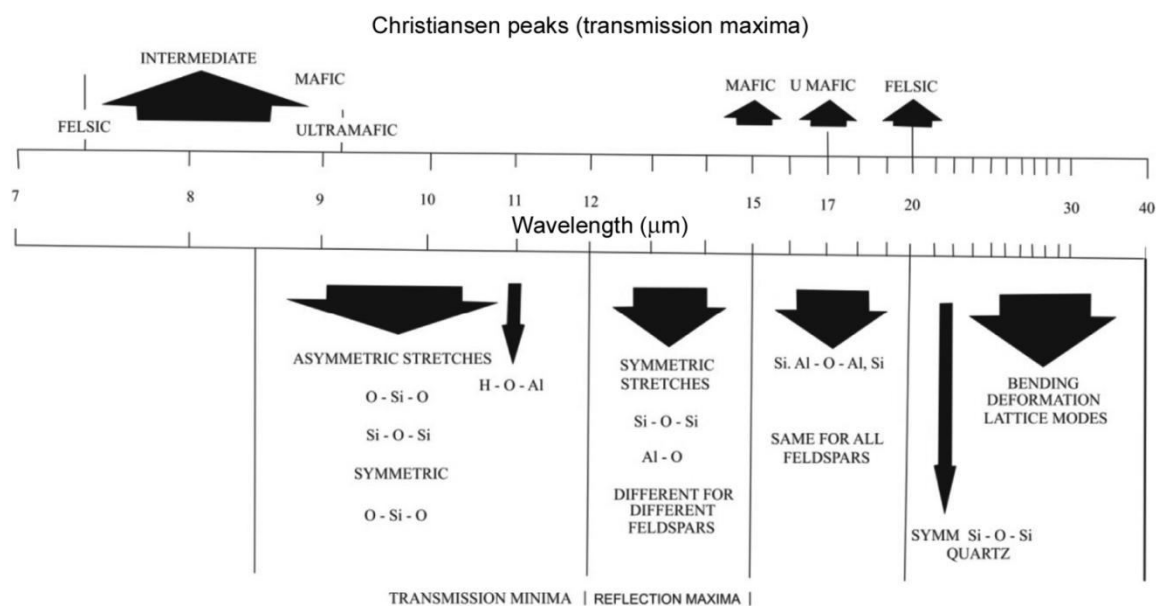 Christiansen peaks (transmission maxima)
INTERMEDIATE
MAFIC
MAFIC U MAFIC FELSIC
FELSIC
ULTRAMAFIC
7 8 9 10 11 12 15 17 20 30 40
Wavelength (μm)
ASYMMETRIC STRETCHES
O - Si - O
Si - O - Si
SYMMETRIC
O - Si - O
H - O - Al
SYMMETRIC
STRETCHES
Si - O - Si
Al - O
DIFFERENT FOR
DIFFERENT
FELDSPARS
Si. Al - O - Al, Si
SAME FOR ALL
FELDSPARS
BENDING
DEFORMATION
LATTICE MODES
SYMM Si - O - Si
QUARTZ
TRANSMISSION MINIMA | REFLECTION MAXIMA |